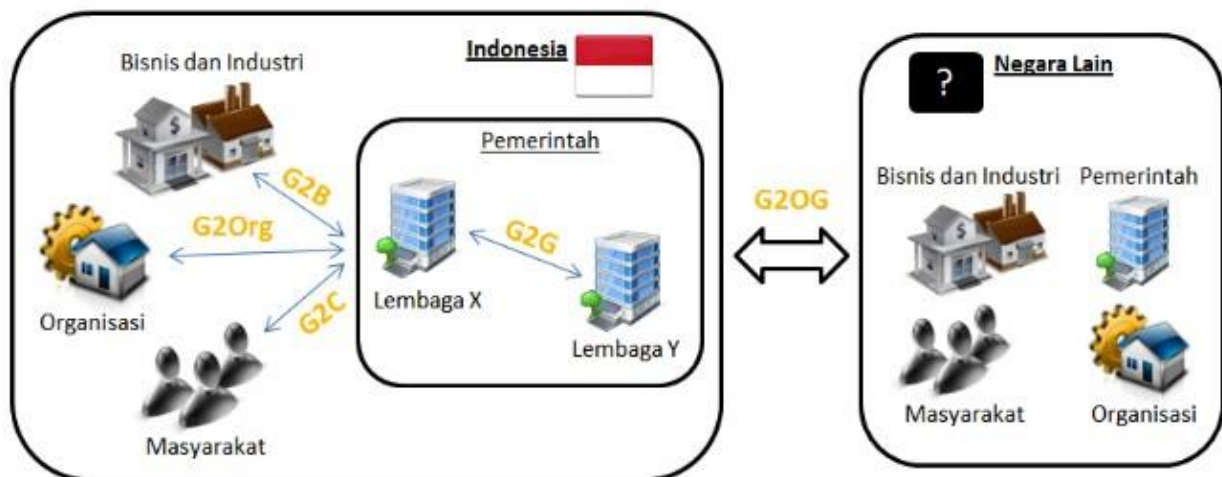 Indonesia
Bisnis dan Industri
$
Pemerintah
G2B
G2Org
G2G
G2C
Organisasi
Lembaga X
Lembaga Y
Masyarakat
G2OG
?
Negara Lain
Bisnis dan Industri
Pemerintah
$
Masyarakat
Organisasi